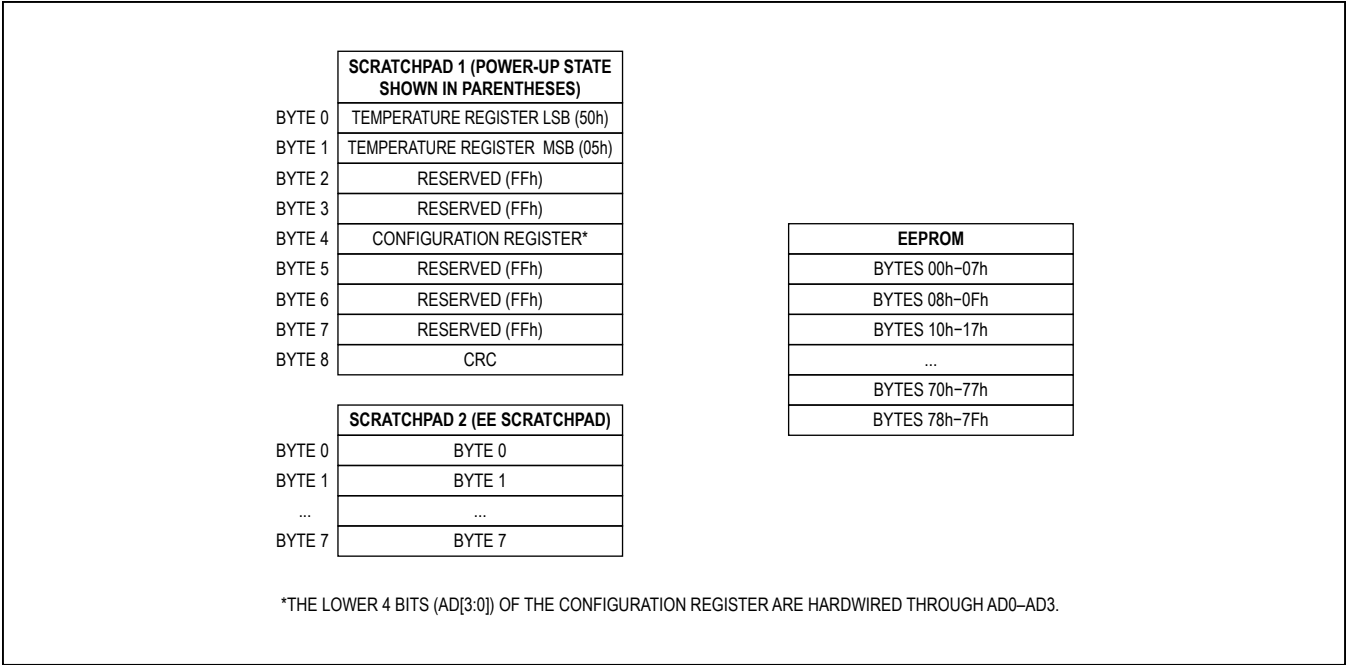 SCRATCHPAD 1 (POWER-UP STATE
SHOWN IN PARENTHESES)
BYTE 0 TEMPERATURE REGISTER LSB (50h)
BYTE 1 TEMPERATURE REGISTER MSB (05h)
BYTE 2 RESERVED (FFh)
BYTE 3 RESERVED (FFh)
BYTE 4 CONFIGURATION REGISTER*
BYTE 5 RESERVED (FFh)
BYTE 6 RESERVED (FFh)
BYTE 7 RESERVED (FFh)
BYTE 8 CRC
SCRATCHPAD 2 (EE SCRATCHPAD)
BYTE 0 BYTE 0
BYTE 1 BYTE 1
... ...
BYTE 7 BYTE 7
EEPROM
BYTES 00h–07h
BYTES 08h–0Fh
BYTES 10h–17h
...
BYTES 70h–77h
BYTES 78h–7Fh
*THE LOWER 4 BITS (AD[3:0]) OF THE CONFIGURATION REGISTER ARE HARDWIRED THROUGH AD0–AD3.